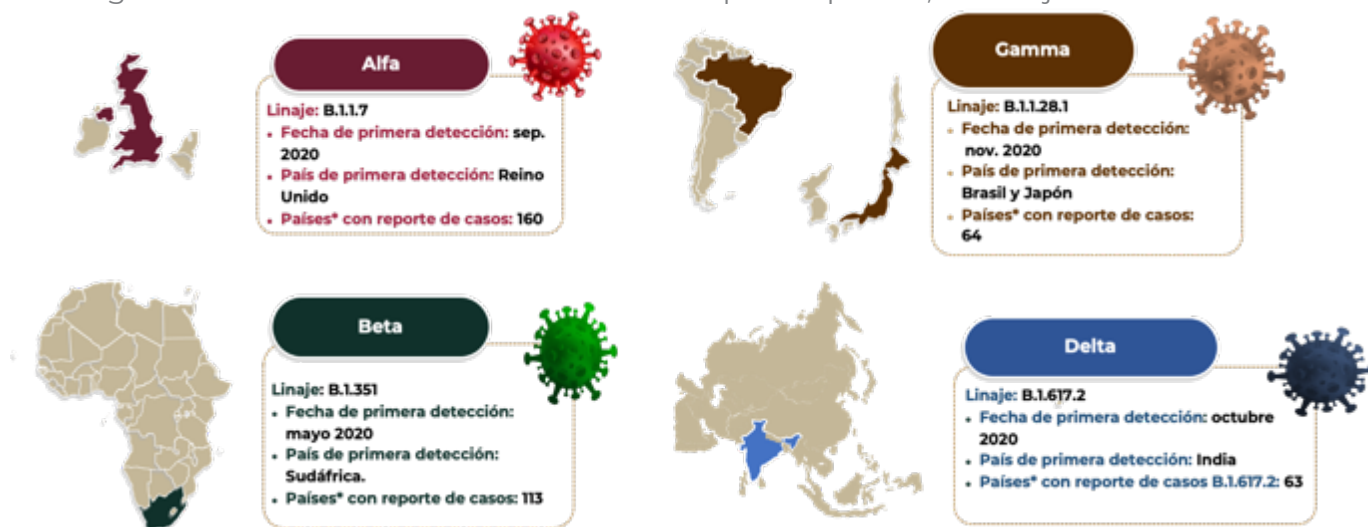 Alfa
Linaje: B.1.1.7
• Fecha de primera detección: sep.
2020
• País de primera detección: Reino
Unido
• Países* con reporte de casos: 160
Gamma
Linaje: B.1.1.28.1
• Fecha de primera detección:
nov. 2020
• País de primera detección:
Brasil y Japón
• Países* con reporte de casos:
64
Beta
Linaje: B.1.351
• Fecha de primera detección:
mayo 2020
• País de primera detección:
Sudáfrica.
• Países* con reporte de casos: 113
Delta
Linaje: B.1.617.2
• Fecha de primera detección: octubre
2020
• País de primera detección: India
• Países* con reporte de casos B.1.617.2: 63